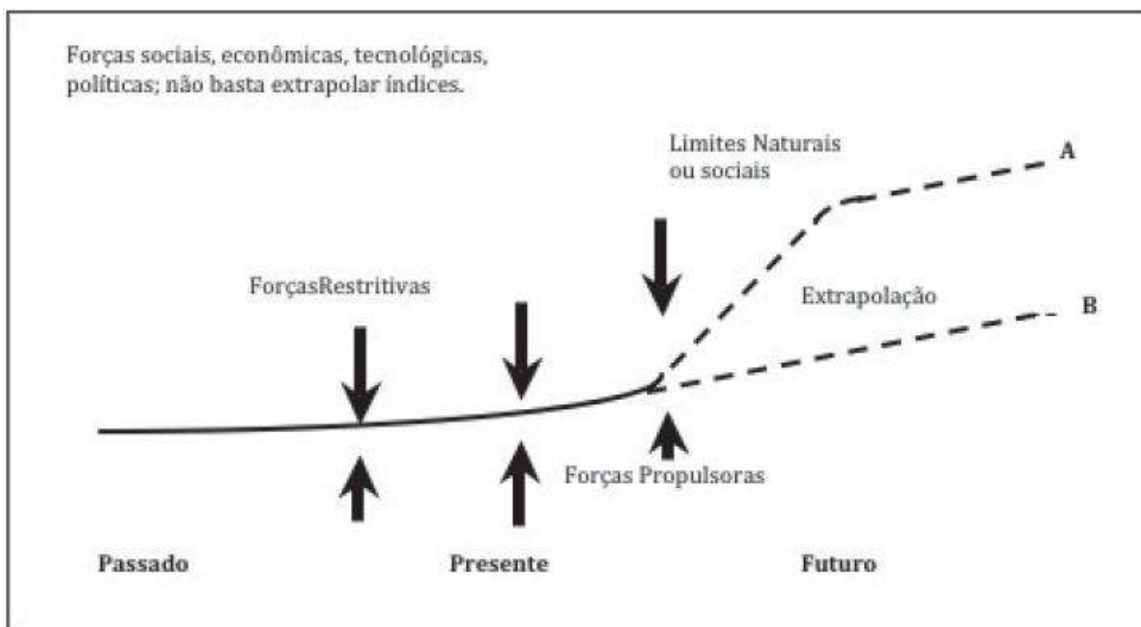 Forças sociais, econômicas, tecnológicas,
políticas; não basta extrapolar índices.
Limites Naturais
ou sociais
A
ForçasRestritivas
Extrapolação
B
Forças Propulsoras
Passado
Presente
Futuro